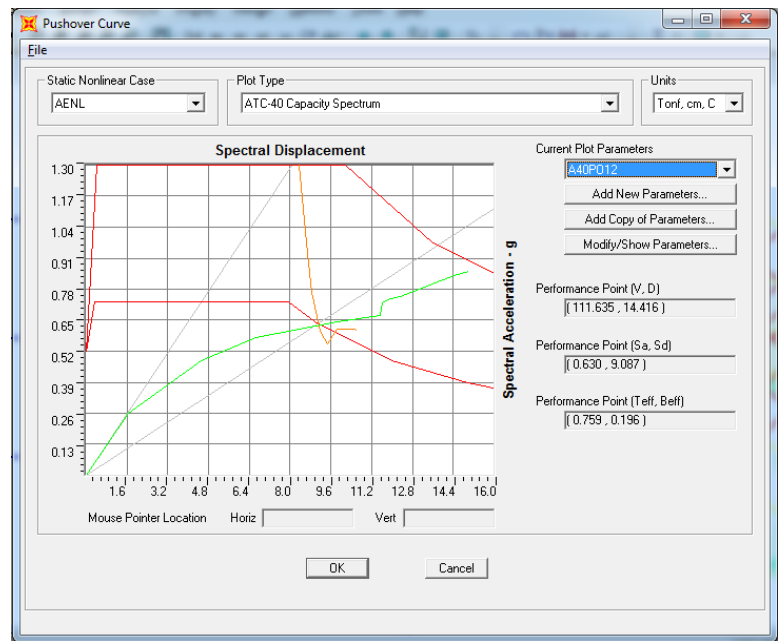 Pushover Curve
File
Static Nonlinear Case
AENL
Plot Type
ATC-40 Capacity Spectrum
Units
Tonf, cm, C
Spectral Displacement
1.30
1.17
1.04
0.91
0.78
0.65
0.52
0.39
0.26
0.13
1.6 3.2 4.8 6.4 8.0 9.6 11.2 12.8 14.4 16.0
Spectral Acceleration - g
Mouse Pointer Location Horiz Vert
Current Plot Parameters
A40PO12
Add New Parameters...
Add Copy of Parameters...
Modify/Show Parameters...
Performance Point (V, D)
( 111.635 , 14.416 )
Performance Point (Sa, Sd)
( 0.630 , 9.087 )
Performance Point (Teff, Beff)
( 0.759 , 0.196 )
OK Cancel